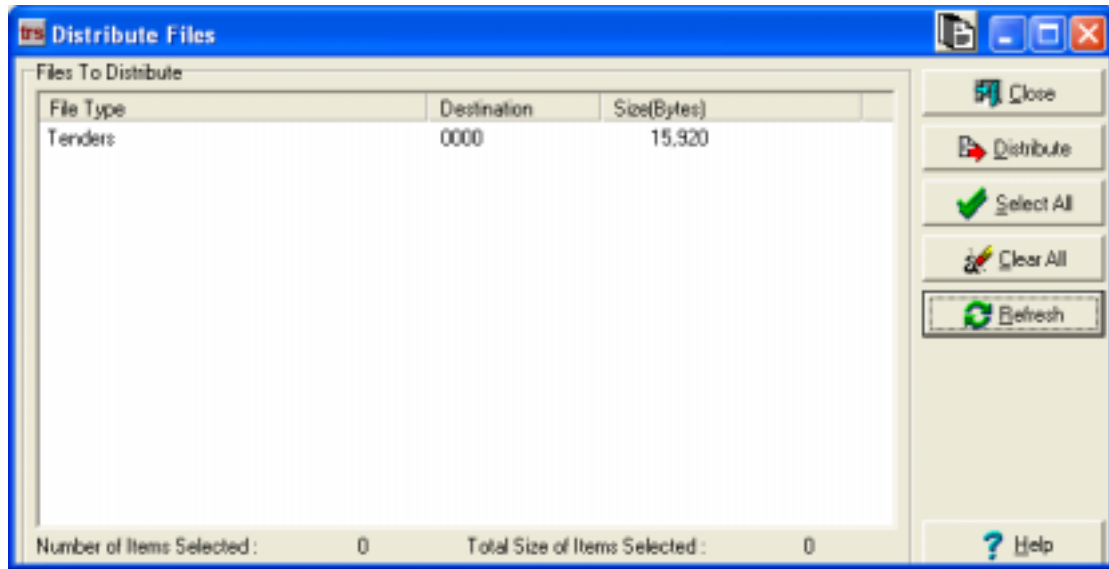 trs Distribute Files
Files To Distribute
File Type Destination Size(Bytes)
Tenders 0000 15,920
Number of Items Selected : 0 Total Size of Items Selected : 0
Close
Distribute
Select All
Clear All
Refresh
Help